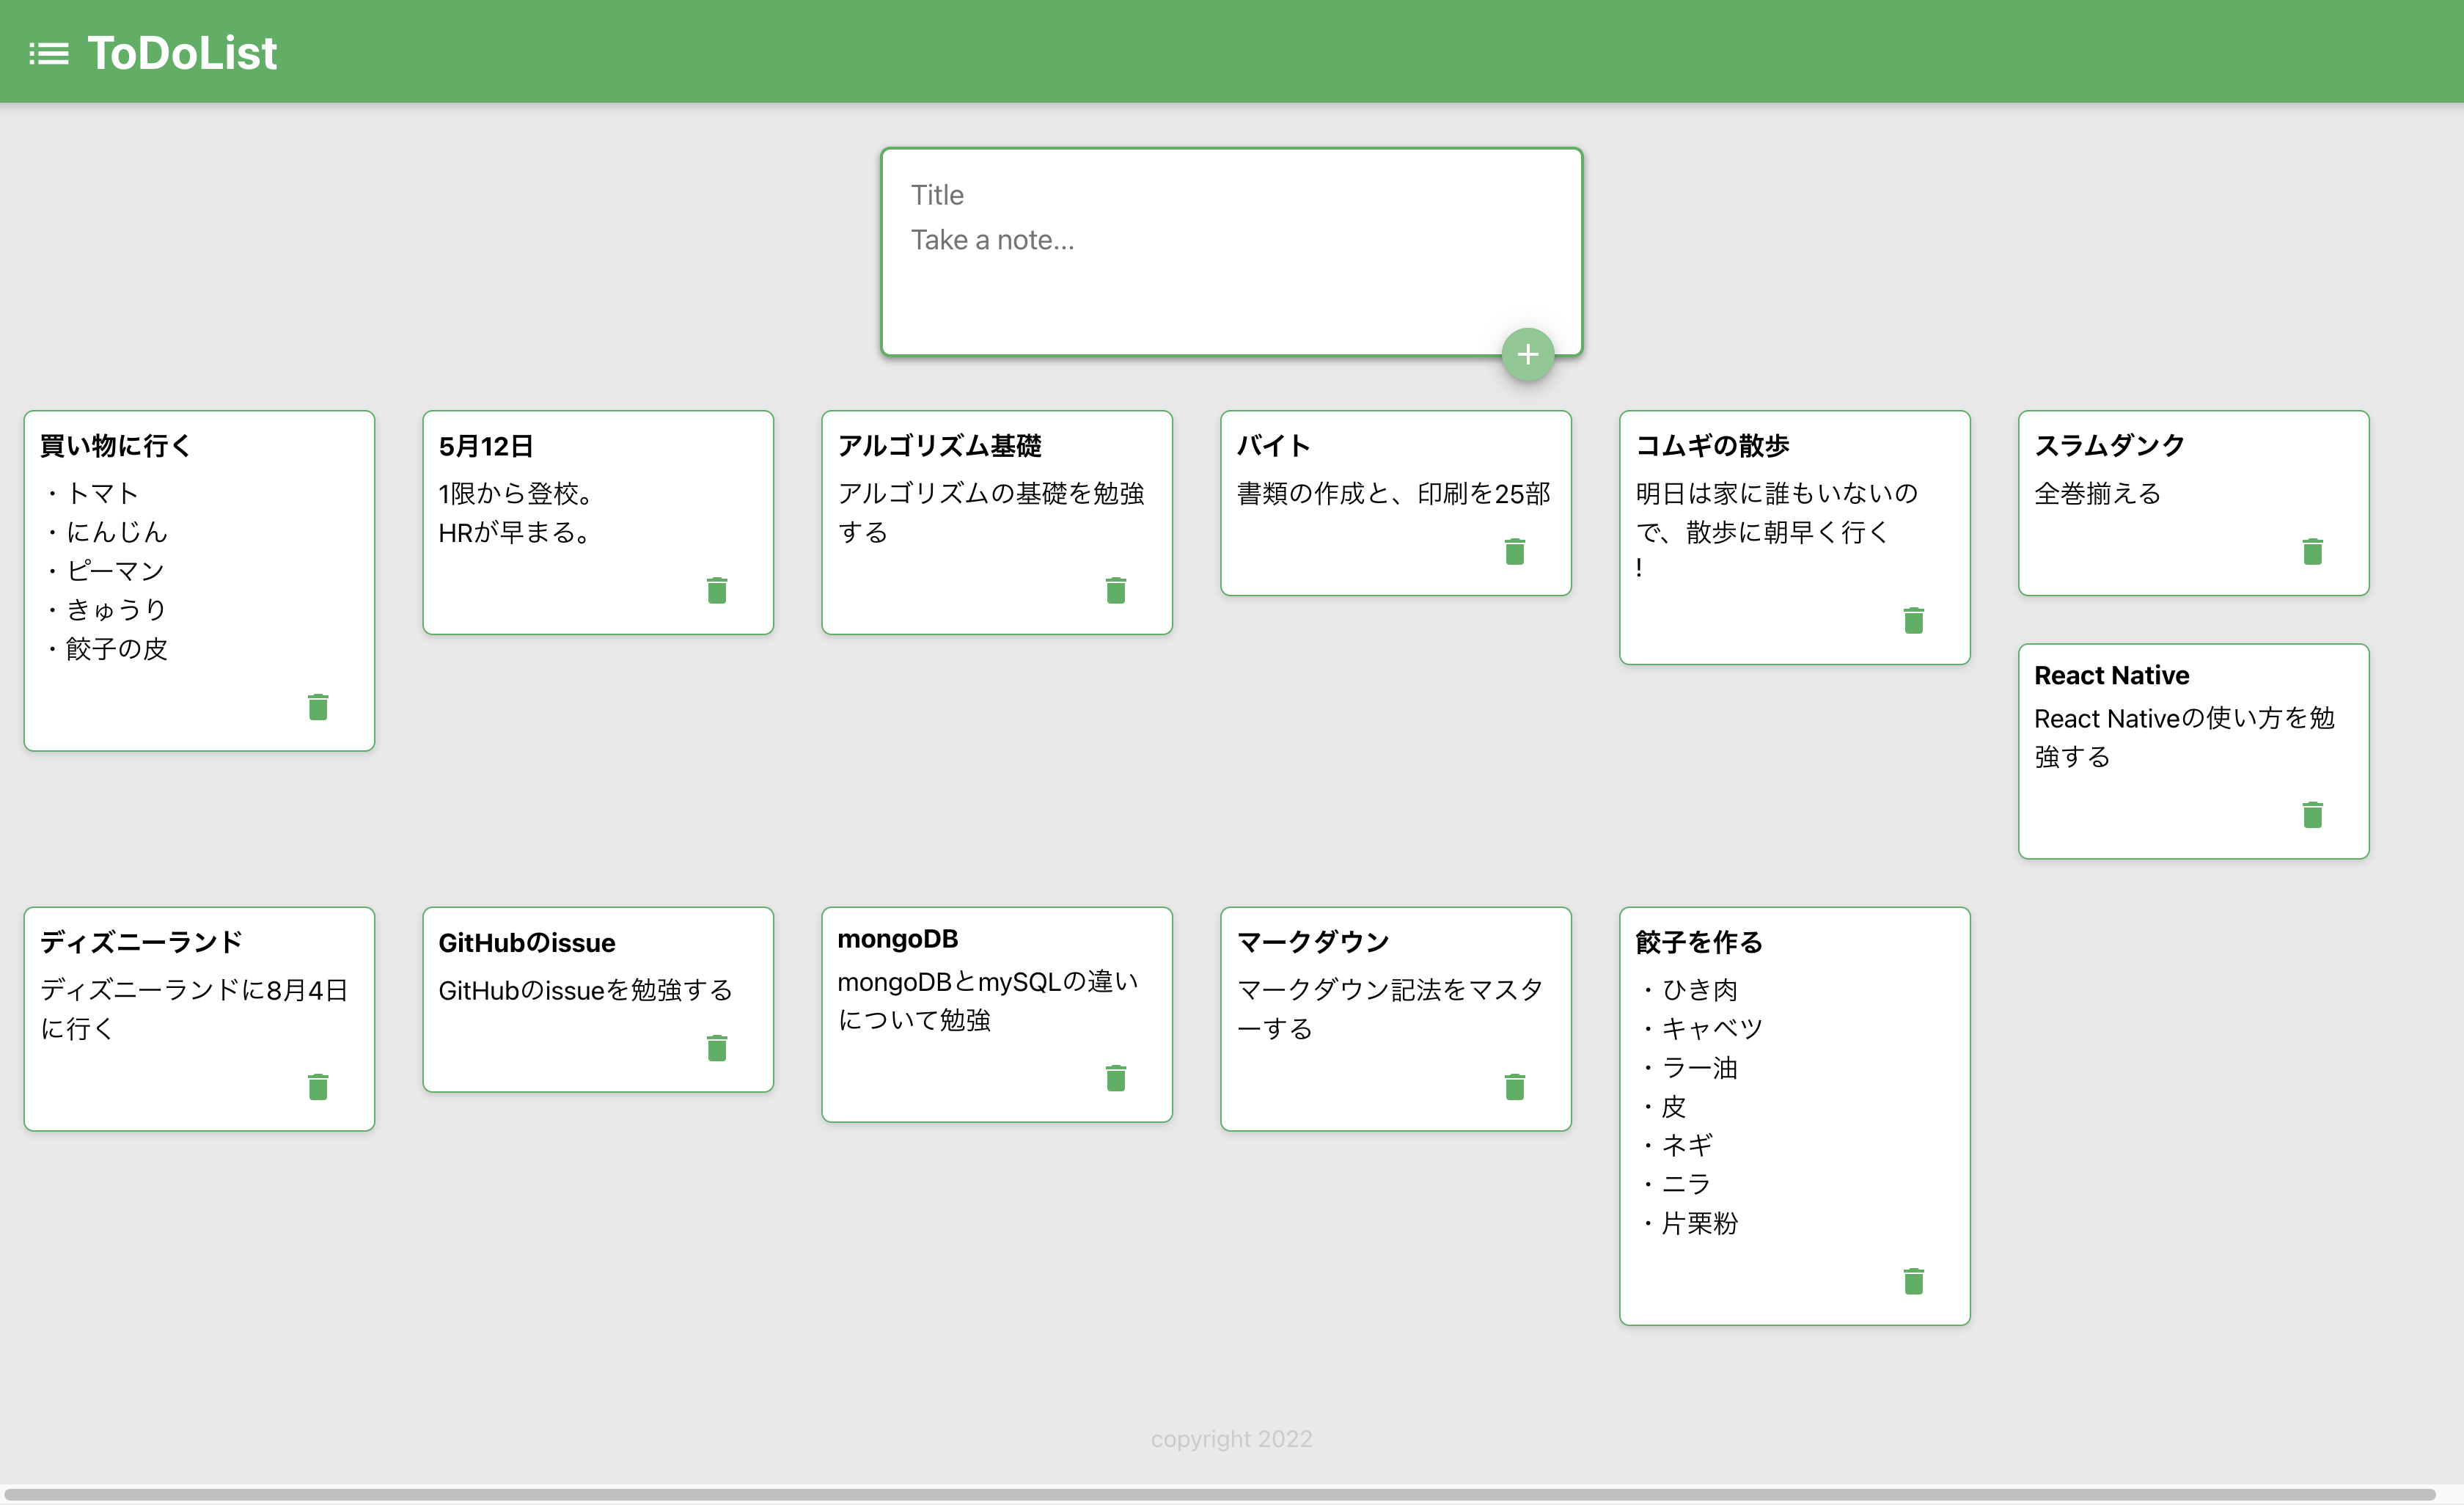 ToDoList
Title
Take a note...
買い物に行く
・トマト
・にんじん
・ピーマン
・きゅうり
・餃子の皮
5月12日
1限から登校。
HRが早まる。
アルゴリズム基礎
アルゴリズムの基礎を勉強
する
バイト
書類の作成と、印刷を25部
コムギの散歩
明日は家に誰もいないの
で、散歩に朝早く行く
!
スラムダンク
全巻揃える
React Native
React Nativeの使い方を勉
強する
ディズニーランド
ディズニーランドに8月4日
に行く
GitHubのissue
GitHubのissueを勉強する
mongoDB
mongoDBとmySQLの違い
について勉強
マークダウン
マークダウン記法をマスタ
ーする
餃子を作る
・ひき肉
・キャベツ
・ラー油
・皮
・ネギ
・ニラ
・片栗粉
copyright 2022